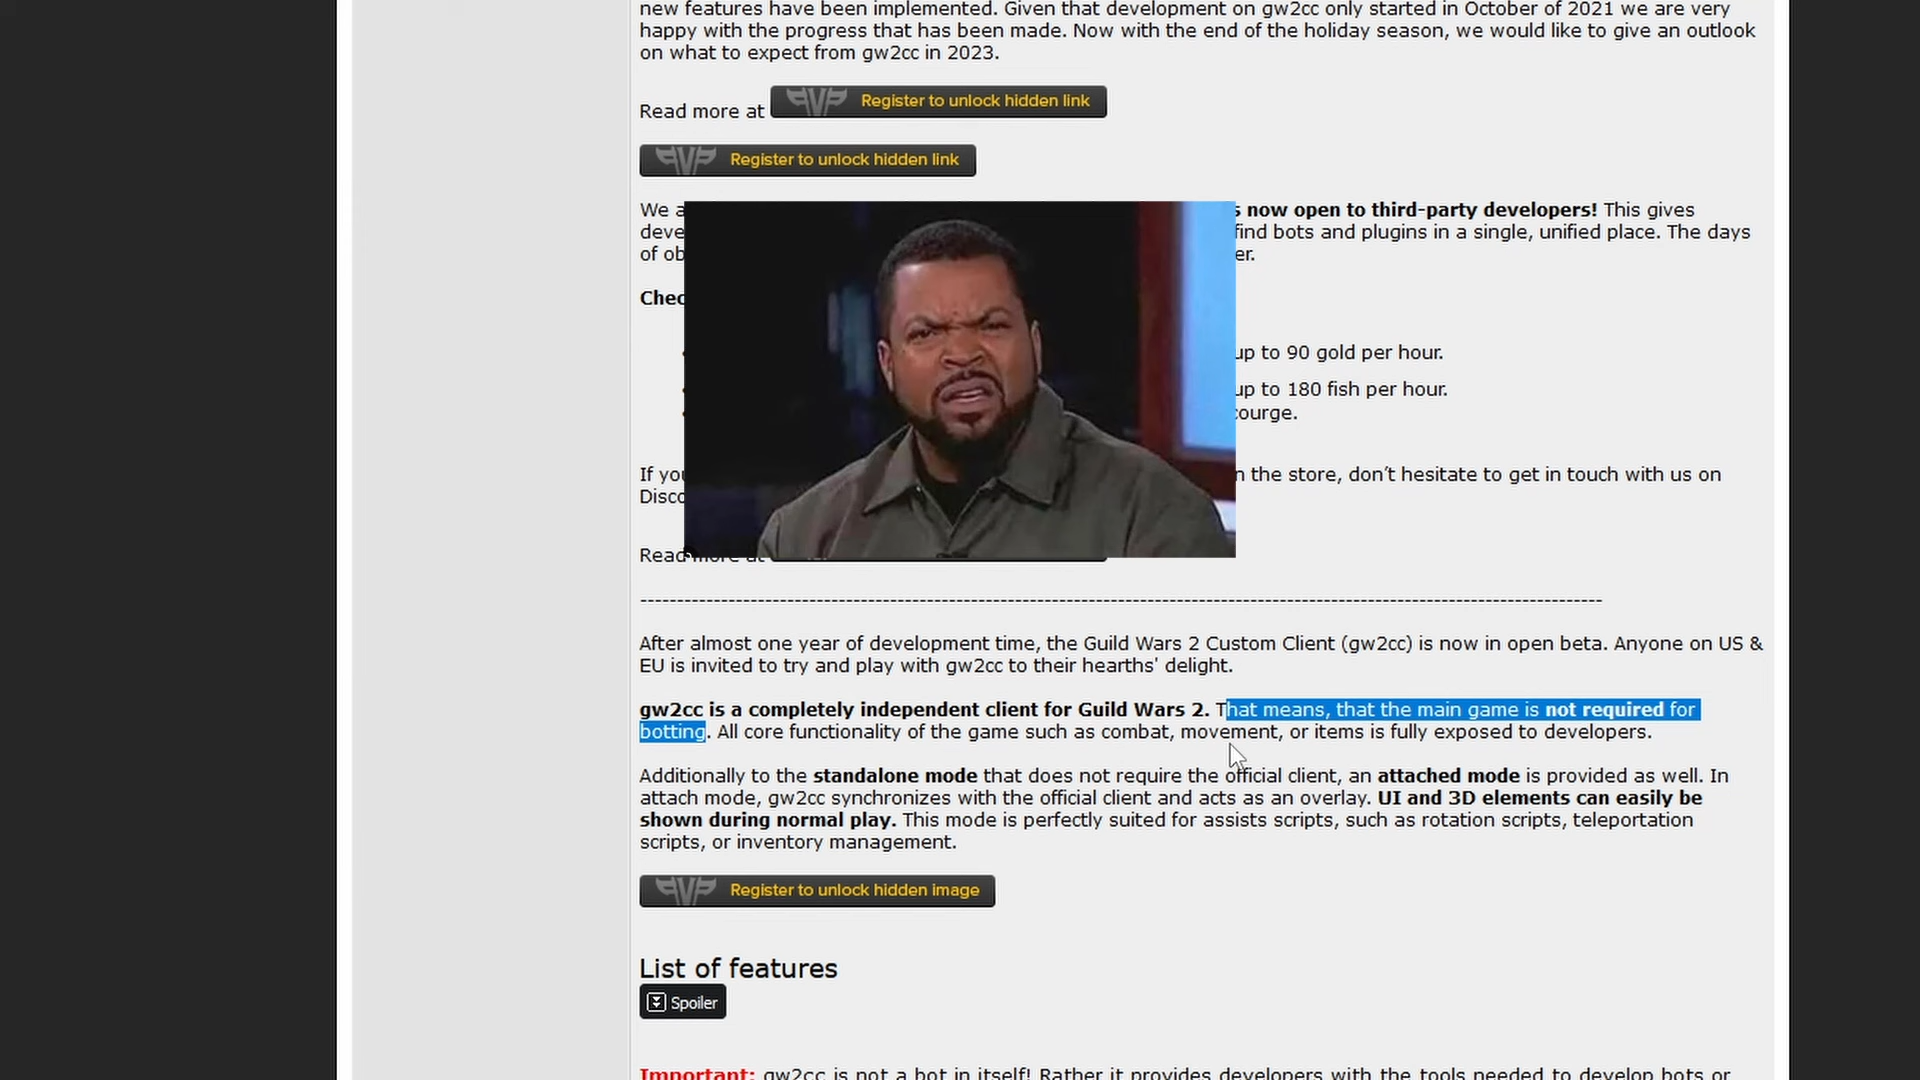 new features have been implemented. Given that development on gw2cc only started in October of 2021 we are very
happy with the progress that has been made. Now with the end of the holiday season, we would like to give an outlook
on what to expect from gw2cc in 2023.
Read more at Register to unlock hidden link
Register to unlock hidden link
We now open to third-party developers! This gives
find bots and plugins in a single, unified place. The days
of
up to 90 gold per hour.
up to 180 fish per hour.
If the store, don’t hesitate to get in touch with us on
Read more at
After almost one year of development time, the Guild Wars 2 Custom Client (gw2cc) is now in open beta. Anyone on US &
EU is invited to try and play with gw2cc to their hearths' delight.
gw2cc is a completely independent client for Guild Wars 2. That means, that the main game is not required for
botting. All core functionality of the game such as combat, movement, or items is fully exposed to developers.
Additionally to the standalone mode that does not require the official client, an attached mode is provided as well. In
attach mode, gw2cc synchronizes with the official client and acts as an overlay. UI and 3D elements can easily be
shown during normal play. This mode is perfectly suited for assists scripts, such as rotation scripts, teleportation
scripts, or inventory management.
Register to unlock hidden image
List of features
Spoiler
Important: gw2cc is not a bot in itself! Rather it provides developers with the tools needed to develop bots or